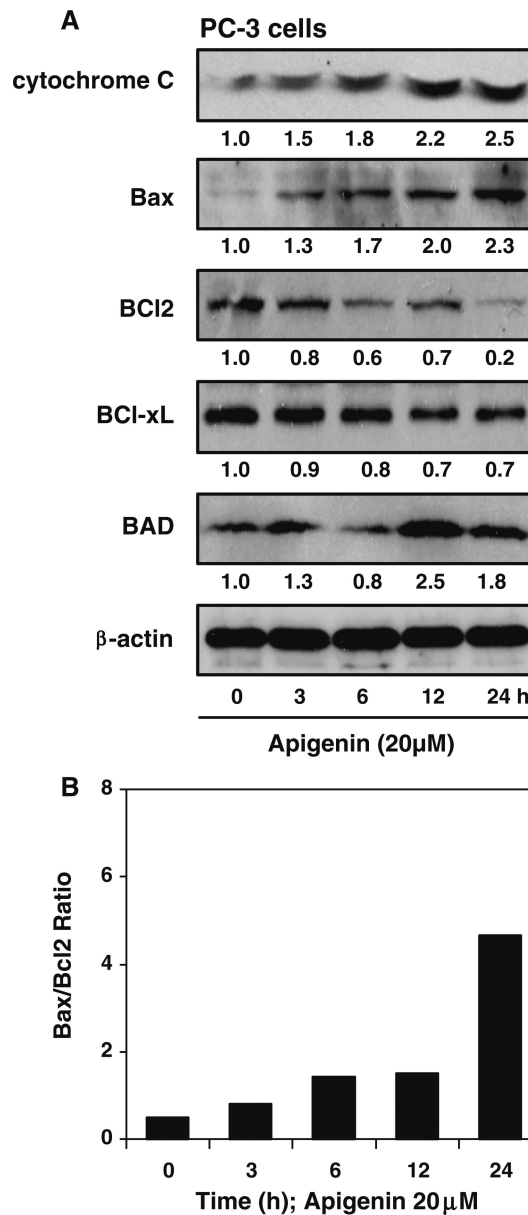 A
PC-3 cells
cytochrome C
1.0 1.5 1.8 2.2 2.5
Bax
1.0 1.3 1.7 2.0 2.3
BCl2
1.0 0.8 0.6 0.7 0.2
BCl-xL
1.0 0.9 0.8 0.7 0.7
BAD
1.0 1.3 0.8 2.5 1.8
β-actin
0 3 6 12 24 h
Apigenin (20µM)
B
Bax/Bcl2 Ratio
8
6
4
2
0
0 3 6 12 24
Time (h); Apigenin 20µM